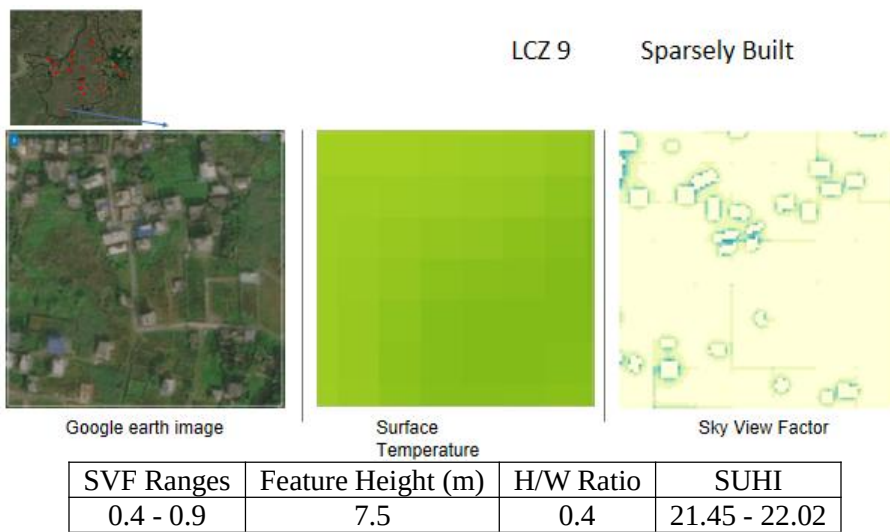 LCZ 9 Sparsely Built
Google earth image
Surface
Temperature
Sky View Factor
SVF Ranges Feature Height (m) H/W Ratio SUHI
0.4 - 0.9 7.5 0.4 21.45 - 22.02